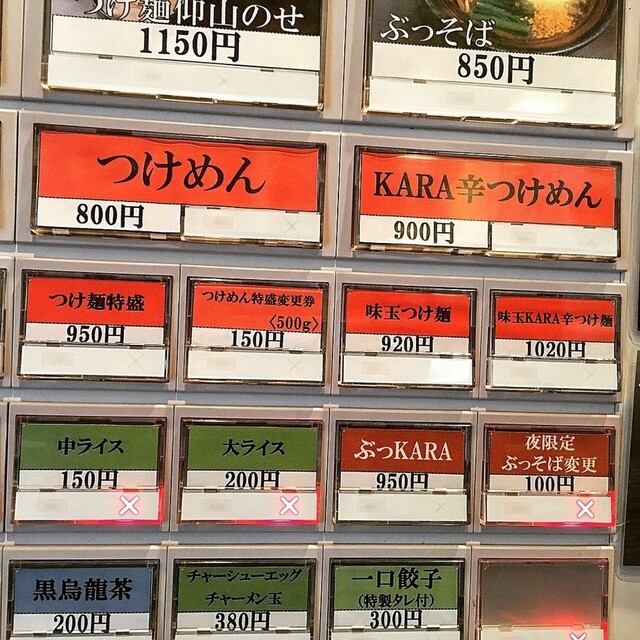 つけ麺仰山のせ
1150円
ぶっそば
850円
つけめん
800円
KARA辛つけめん
900円
つけ麺特盛
950円
つけめん特盛変更券
〈500g〉
150円
味玉つけ麺
920円
味玉KARA辛つけ麺
1020円
中ライス
150円
大ライス
200円
ぶっKARA
950円
夜限定
ぶっそば変更
100円
黒烏龍茶
200円
チャーシューエッグ
チャーメン玉
380円
一口餃子
(特製タレ付)
300円